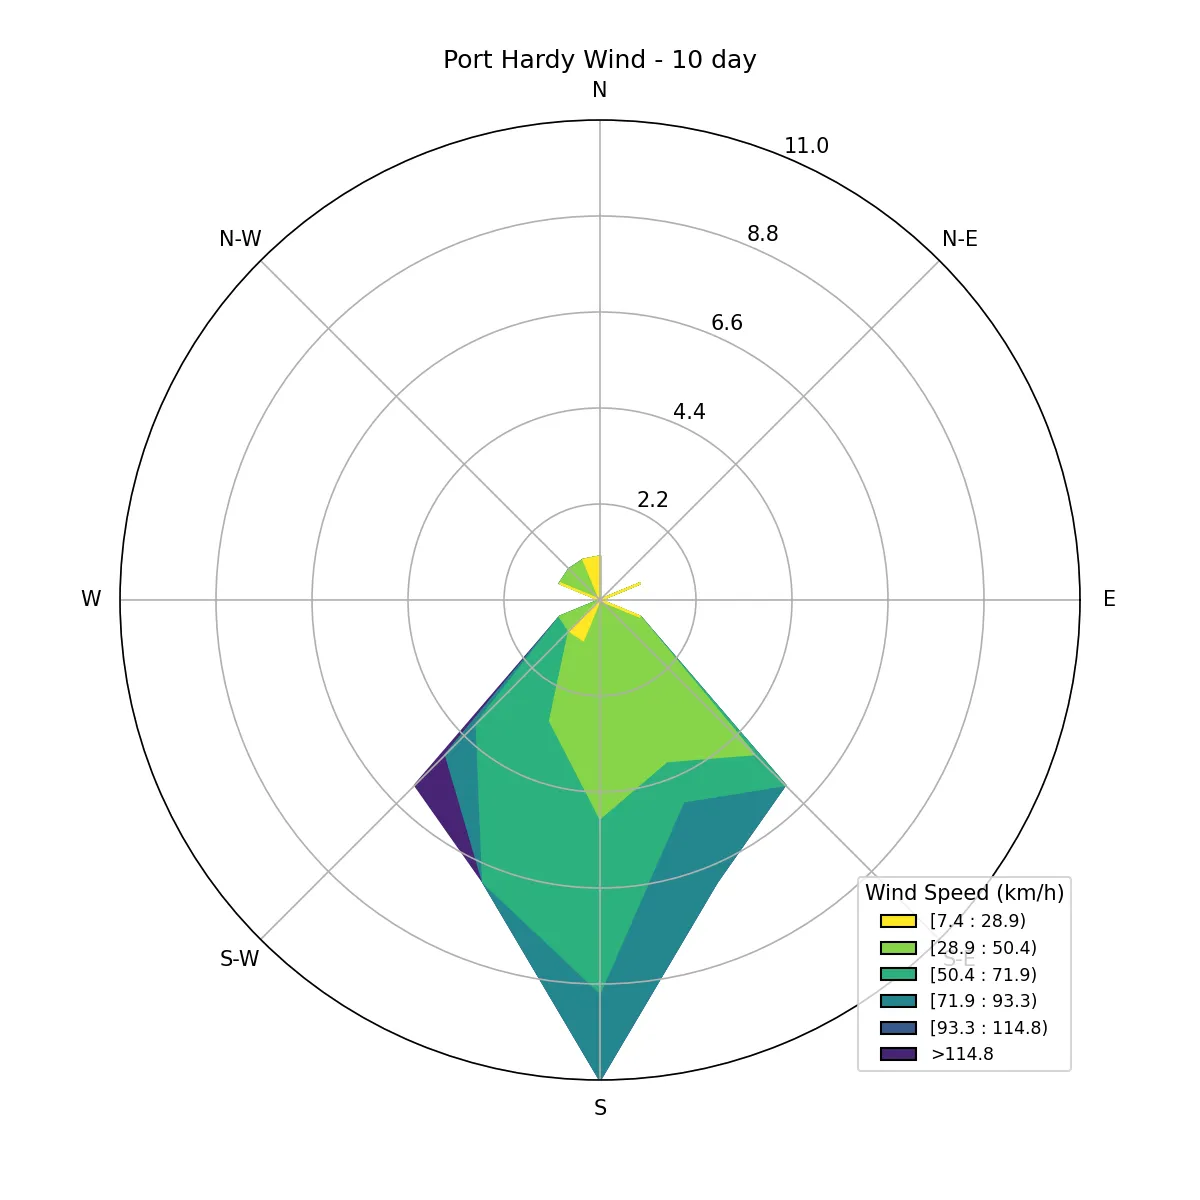 Port Hardy Wind - 10 day
N
11.0
N-W
8.8
N-E
6.6
4.4
2.2
W
E
S-W
S-E
S
Wind Speed (km/h)
[7.4 : 28.9)
[28.9 : 50.4)
[50.4 : 71.9)
[71.9 : 93.3)
[93.3 : 114.8)
>114.8